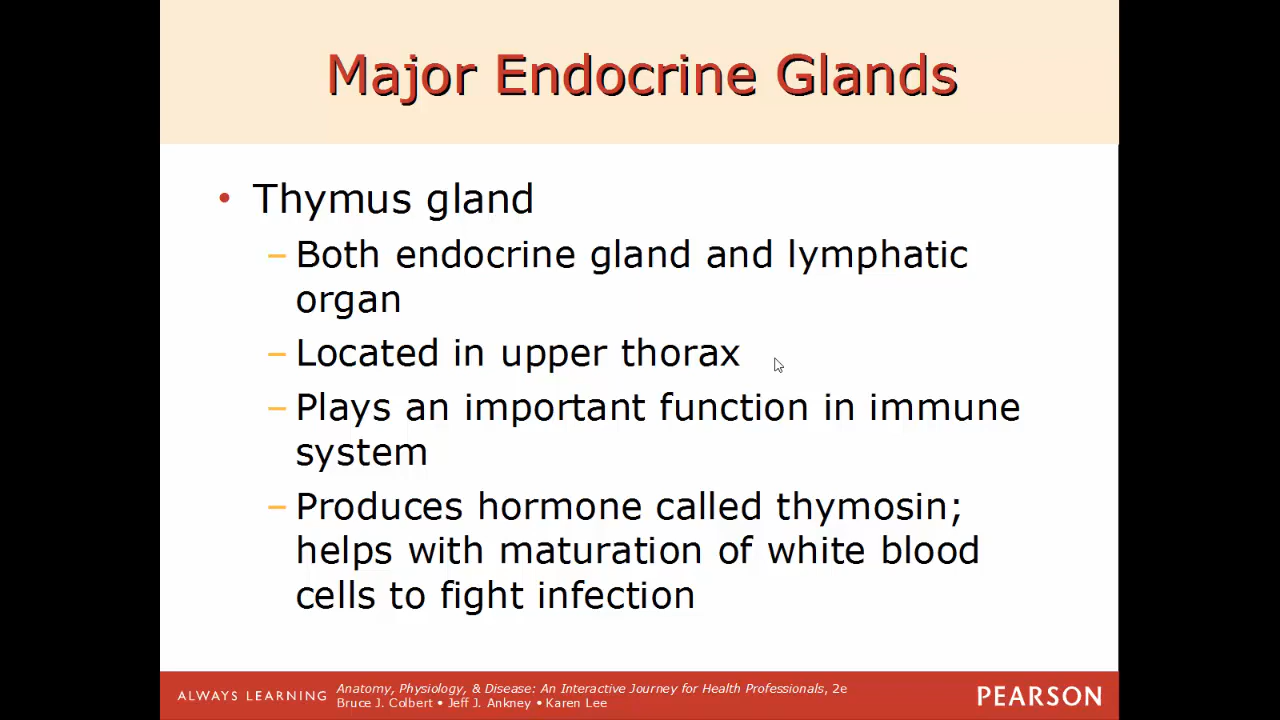 Major Endocrine Glands
• Thymus gland
– Both endocrine gland and lymphatic
organ
– Located in upper thorax
– Plays an important function in immune
system
– Produces hormone called thymosin;
helps with maturation of white blood
cells to fight infection
ALWAYS LEARNING
Anatomy, Physiology, & Disease: An Interactive Journey for Health Professionals, 2e
Bruce J. Colbert • Jeff J. Ankney • Karen Lee
PEARSON